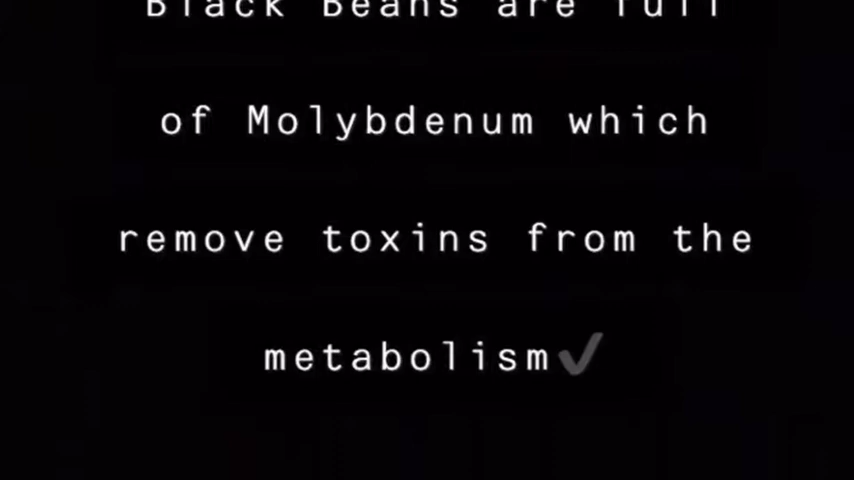 Black Beans are full
of Molybdenum which
remove toxins from the
metabolism✔